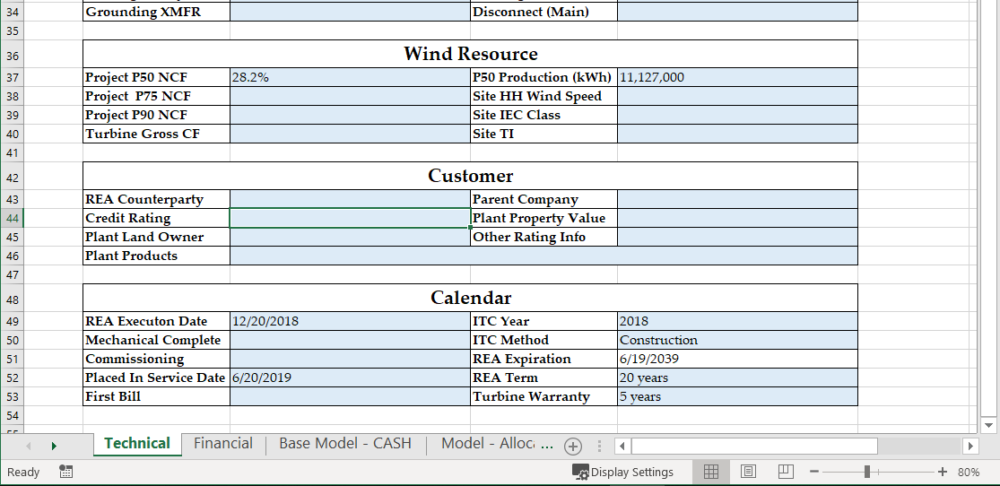 34 Grounding XMFR Disconnect (Main)
35
36 Wind Resource
37 Project P50 NCF 28.2% P50 Production (kWh) 11,127,000
38 Project P75 NCF Site HH Wind Speed
39 Project P90 NCF Site IEC Class
40 Turbine Gross CF Site TI
41
42 Customer
43 REA Counterparty Parent Company
44 Credit Rating Plant Property Value
45 Plant Land Owner Other Rating Info
46 Plant Products
47
48 Calendar
49 REA Executon Date 12/20/2018 ITC Year 2018
50 Mechanical Complete ITC Method Construction
51 Commissioning REA Expiration 6/19/2039
52 Placed In Service Date 6/20/2019 REA Term 20 years
53 First Bill Turbine Warranty 5 years
54
55
Technical Financial Base Model - CASH Model - Alloc ...
Ready Display Settings 80%